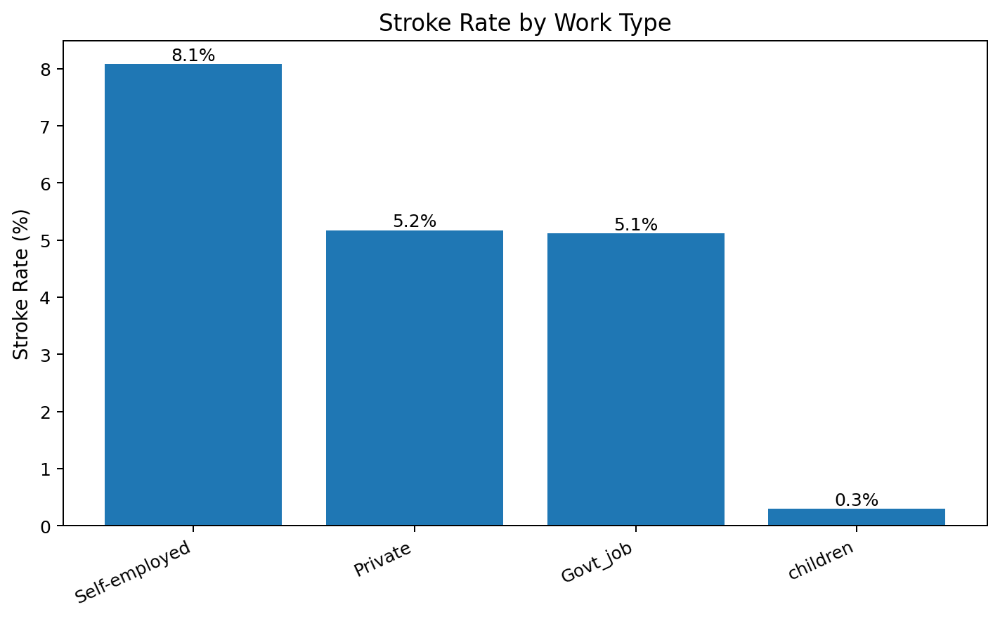 Stroke Rate by Work Type
Stroke Rate (%)
8
7
6
5
4
3
2
1
0
8.1%
5.2%
5.1%
0.3%
Self-employed
Private
Govt_job
children